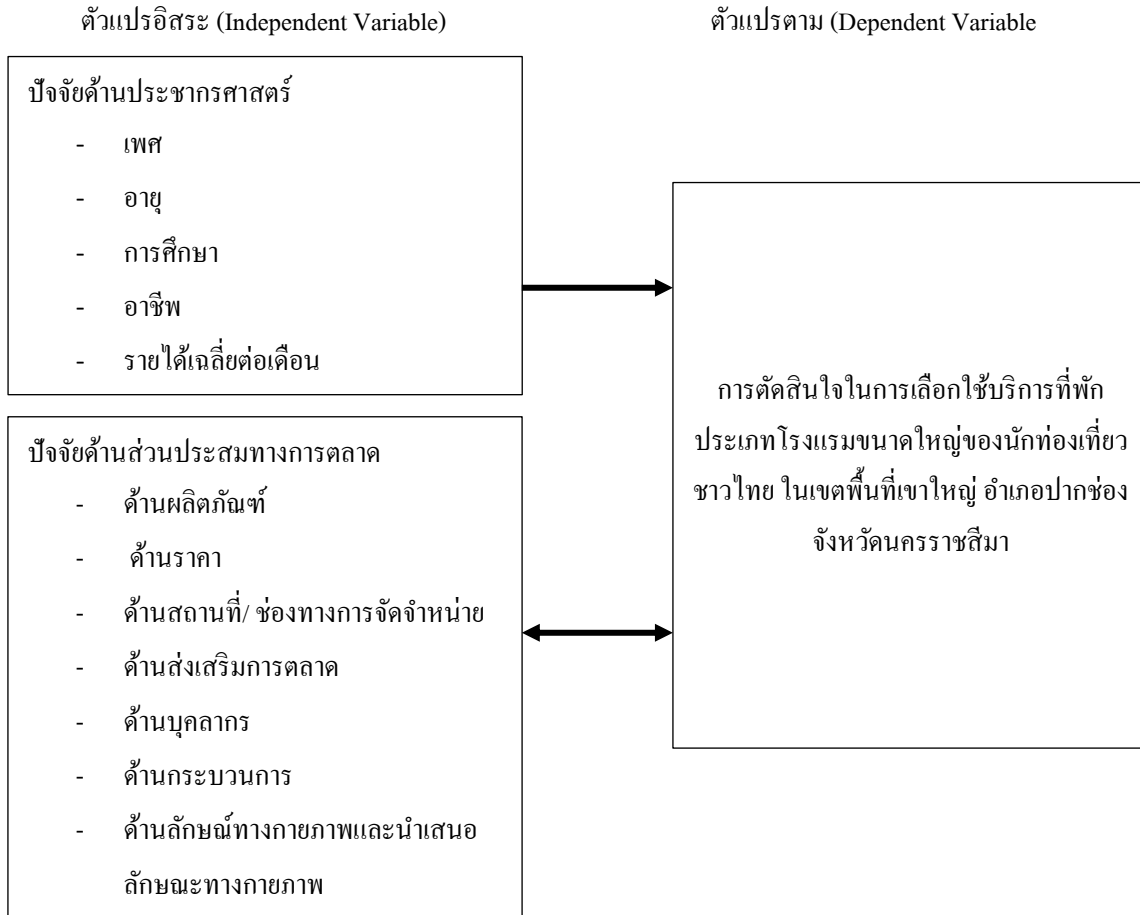 ตัวแปรอิสระ (Independent Variable)
ตัวแปรตาม (Dependent Variable
ปัจจัยด้านประชากรศาสตร์
- เพศ
- อายุ
- การศึกษา
- อาชีพ
- รายได้เฉลี่ยต่อเดือน
ปัจจัยด้านส่วนประสมทางการตลาด
- ด้านผลิตภัณฑ์
- ด้านราคา
- ด้านสถานที่/ ช่องทางการจัดจำหน่าย
- ด้านส่งเสริมการตลาด
- ด้านบุคลากร
- ด้านกระบวนการ
- ด้านลักษณ์ทางกายภาพและนำเสนอ
ลักษณะทางกายภาพ
การตัดสินใจในการเลือกใช้บริการที่พัก
ประเภทโรงแรมขนาดใหญ่ของนักท่องเที่ยว
ชาวไทย ในเขตพื้นที่เขาใหญ่ อำเภอปากช่อง
จังหวัดนครราชสีมา